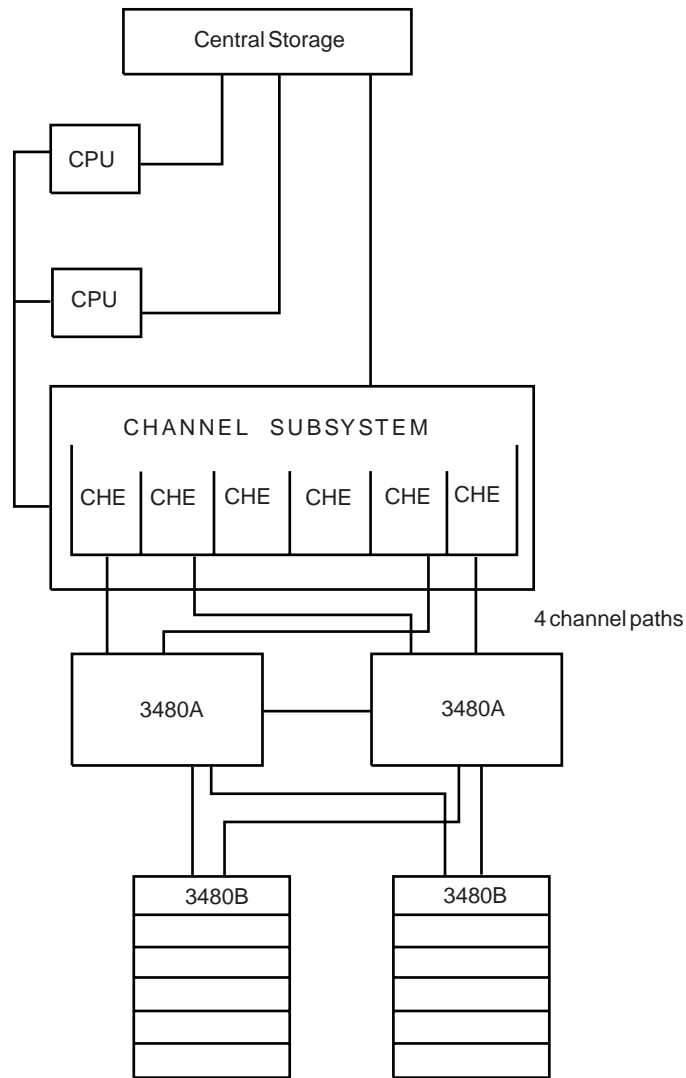 Central Storage
CPU
CPU
CHANNEL SUBSYSTEM
CHE CHE CHE CHE CHE CHE
4 channel paths
3480A 3480A
3480B 3480B